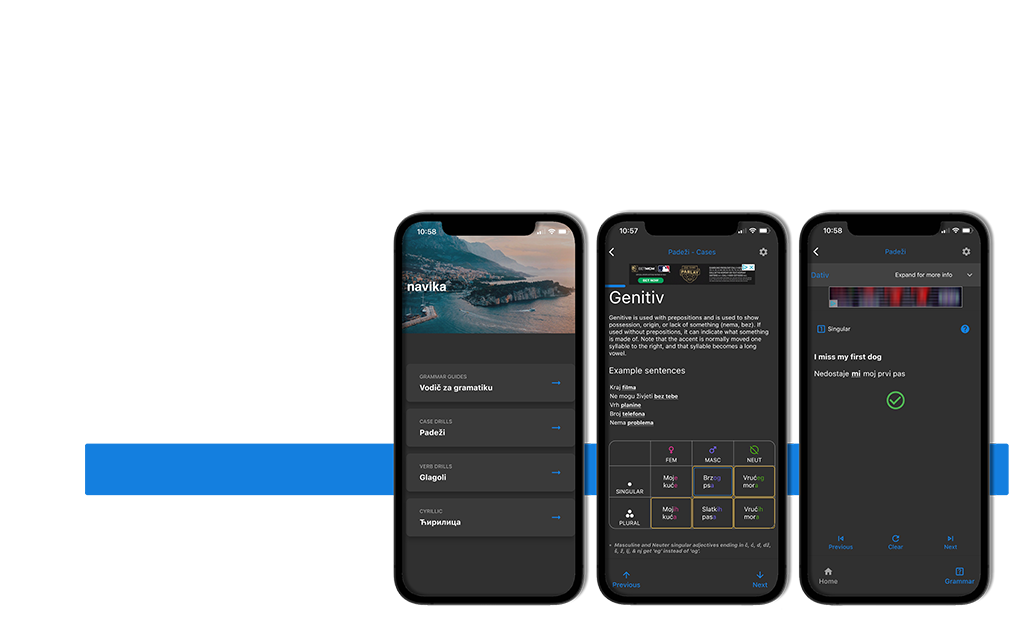 10:58
navika
GRAMMAR GUIDES
Vodič za gramatiku
CASE DRILLS
Padeži
VERB DRILLS
Glagoli
CYRILLIC
Ћирилица
10:57
Padeži - Cases
BETMGM
BET NOW
PARLAY
Genitiv
Genitive is used with prepositions and is used to show
possession, origin, or lack of something (nema, bez). If
used without prepositions, it can indicate what something
is made of. Note that the accent is normally moved one
syllable to the right, and that syllable becomes a long
vowel.
Example sentences
Kraj filma
Ne mogu živjeti bez tebe
Vrh planine
Broj telefona
Nema problema
FEM MASC NEUT
SINGULAR
Moje kuće
Brzog psa
Vrućeg mora
PLURAL
Mojih kuća
Slatkih pasa
Vrućih mora
Masculine and Neuter singular adjectives ending in č, ć, đ, dž,
š, ž, lj, & nj get 'eg' instead of 'og'.
Previous Next
10:58
Padeži
Dativ Expand for more info
Singular
I miss my first dog
Nedostaje mi moj prvi pas
Previous Clear Next
Home Grammar